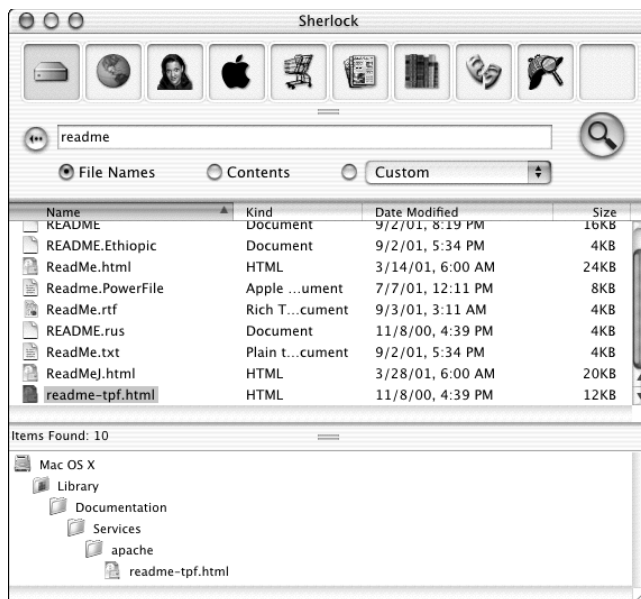 Sherlock
readme
File Names Contents Custom
Name Kind Date Modified Size
README Document 9/2/01, 8:19 PM 16KB
README.Ethiopic Document 9/2/01, 5:34 PM 4KB
ReadMe.html HTML 3/14/01, 6:00 AM 24KB
Readme.PowerFile Apple ...ument 7/7/01, 12:11 PM 8KB
ReadMe.rtf Rich T...cument 9/3/01, 3:11 AM 4KB
README.rus Document 11/8/00, 4:39 PM 4KB
ReadMe.txt Plain t...cument 9/2/01, 5:34 PM 4KB
ReadMeJ.html HTML 3/28/01, 6:00 AM 20KB
readme-tpf.html HTML 11/8/00, 4:39 PM 12KB
Items Found: 10
Mac OS X
Library
Documentation
Services
apache
readme-tpf.html